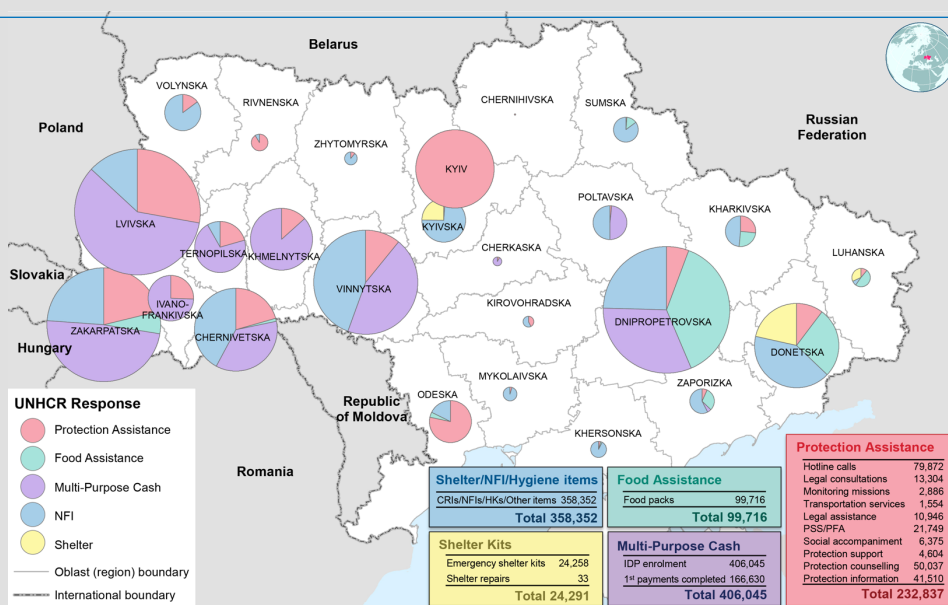 Belarus
VOLYNSKA
RIVNENSKA
CHERNIHIVSKA
SUMSKA
Poland
Russian
Federation
ZHYTOMYRSKA
KYIV
LVIVSKA
POLTAVSKA
KHARKIVSKA
KYIVSKA
TERNOPILSKA
KHMELNYTSKA
CHERKASKA
LUHANSKA
Slovakia
VINNYTSKA
IVANO-
FRANKIVSKA
KIROVOHRADSKA
DNIPROPETROVSKA
ZAKARPATSKA
CHERNIVETSKA
DONETSKA
Hungary
MYKOLAIVSKA
ZAPORIZKA
Republic
of Moldova
ODESKA
KHERSONSKA
Romania
UNHCR Response
Protection Assistance
Food Assistance
Multi-Purpose Cash
NFI
Shelter
Oblast (region) boundary
International boundary
Shelter/NFI/Hygiene items
CRIs/NFIs/HKs/Other items 358,352
Total 358,352
Food Assistance
Food packs 99,716
Total 99,716
Shelter Kits
Emergency shelter kits 24,258
Shelter repairs 33
Total 24,291
Multi-Purpose Cash
IDP enrolment 406,045
1st payments completed 166,630
Total 406,045
Protection Assistance
Hotline calls 79,872
Legal consultations 13,304
Monitoring missions 2,886
Transportation services 1,554
Legal assistance 10,946
PSS/PFA 21,749
Social accompaniment 6,375
Protection support 4,604
Protection counselling 50,037
Protection information 41,510
Total 232,837